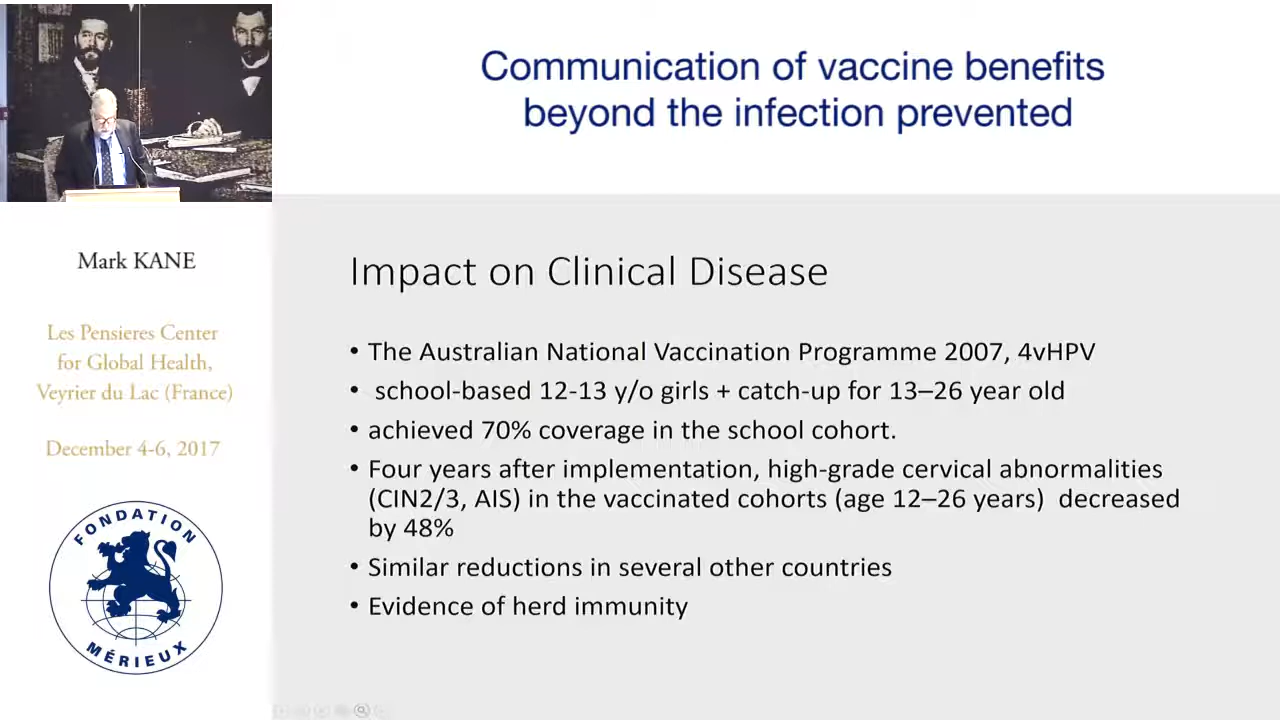 Communication of vaccine benefits
beyond the infection prevented
Mark KANE
Les Pensieres Center
for Global Health,
Veyrier du Lac (France)
December 4-6, 2017
FONDATION
MÉRIEUX
Impact on Clinical Disease
• The Australian National Vaccination Programme 2007, 4vHPV
• school-based 12-13 y/o girls + catch-up for 13–26 year old
• achieved 70% coverage in the school cohort.
• Four years after implementation, high-grade cervical abnormalities
(CIN2/3, AIS) in the vaccinated cohorts (age 12–26 years) decreased
by 48%
• Similar reductions in several other countries
• Evidence of herd immunity